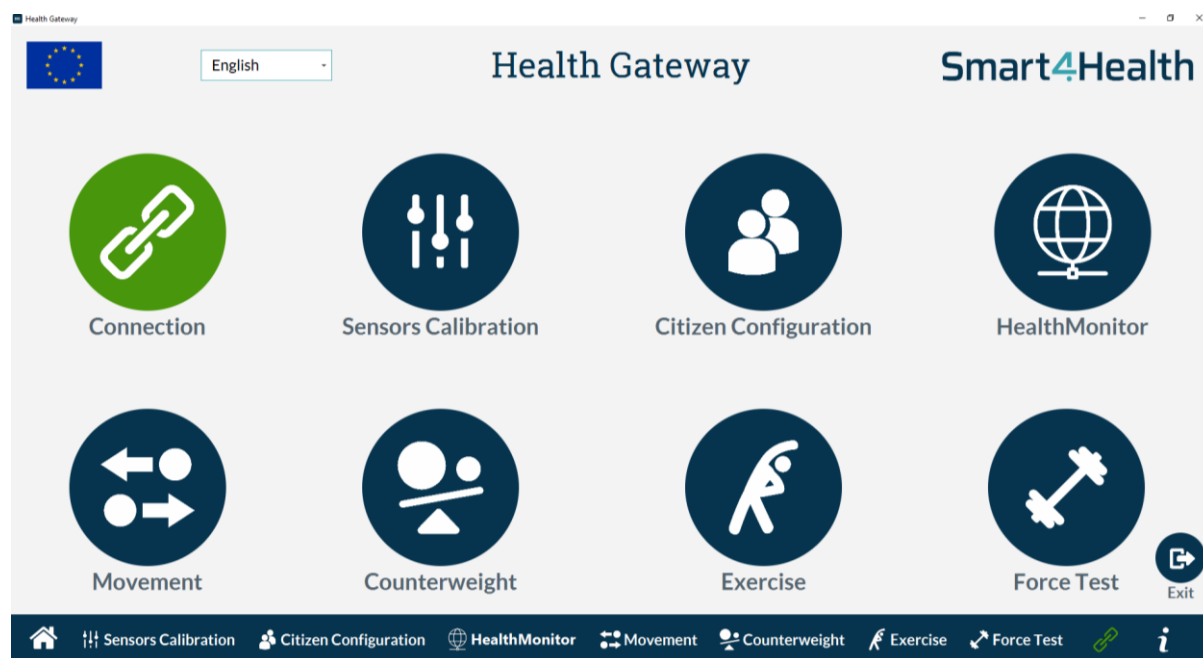 Health Gateway
English
Health Gateway
Smart4Health
Connection
Sensors Calibration
Citizen Configuration
HealthMonitor
Movement
Counterweight
Exercise
Force Test
Exit
Sensors Calibration
Citizen Configuration
HealthMonitor
Movement
Counterweight
Exercise
Force Test
i